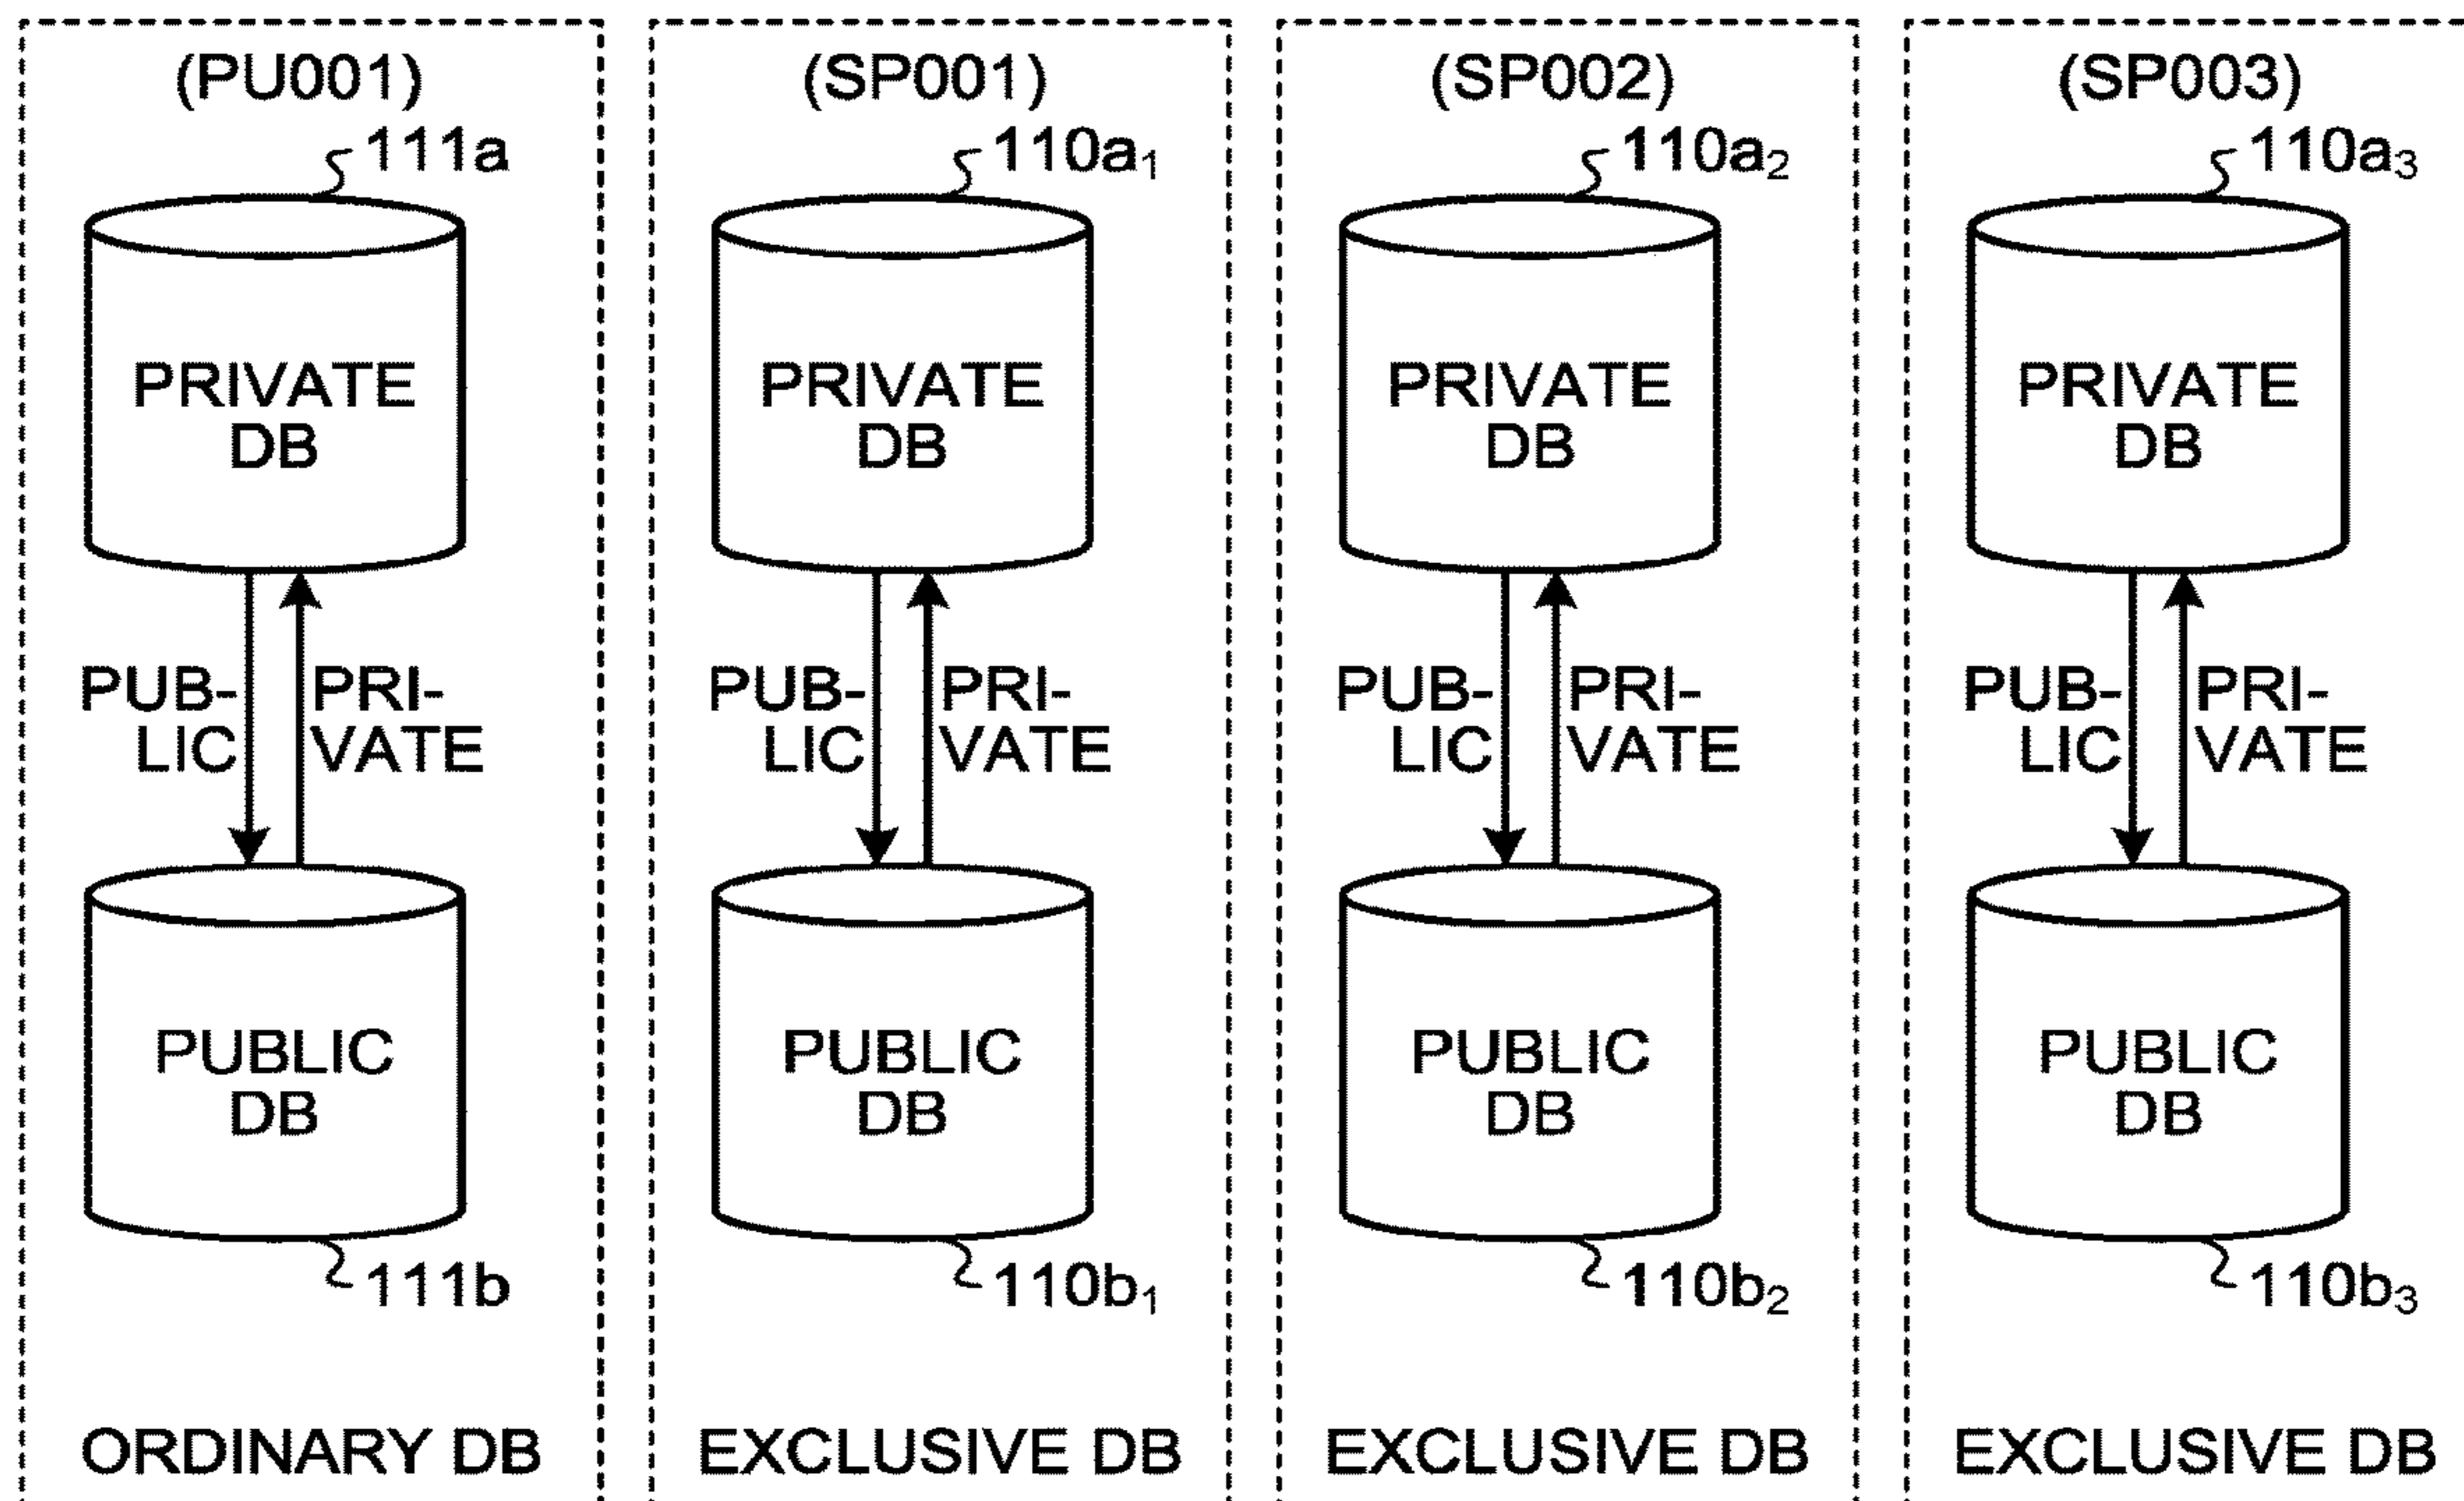 (PU001)
111a
PRIVATE
DB
PUB-
LIC
PRI-
VATE
PUBLIC
DB
111b
ORDINARY DB
(SP001)
110a₁
PRIVATE
DB
PUB-
LIC
PRI-
VATE
PUBLIC
DB
110b₁
EXCLUSIVE DB
(SP002)
110a₂
PRIVATE
DB
PUB-
LIC
PRI-
VATE
PUBLIC
DB
110b₂
EXCLUSIVE DB
(SP003)
110a₃
PRIVATE
DB
PUB-
LIC
PRI-
VATE
PUBLIC
DB
110b₃
EXCLUSIVE DB